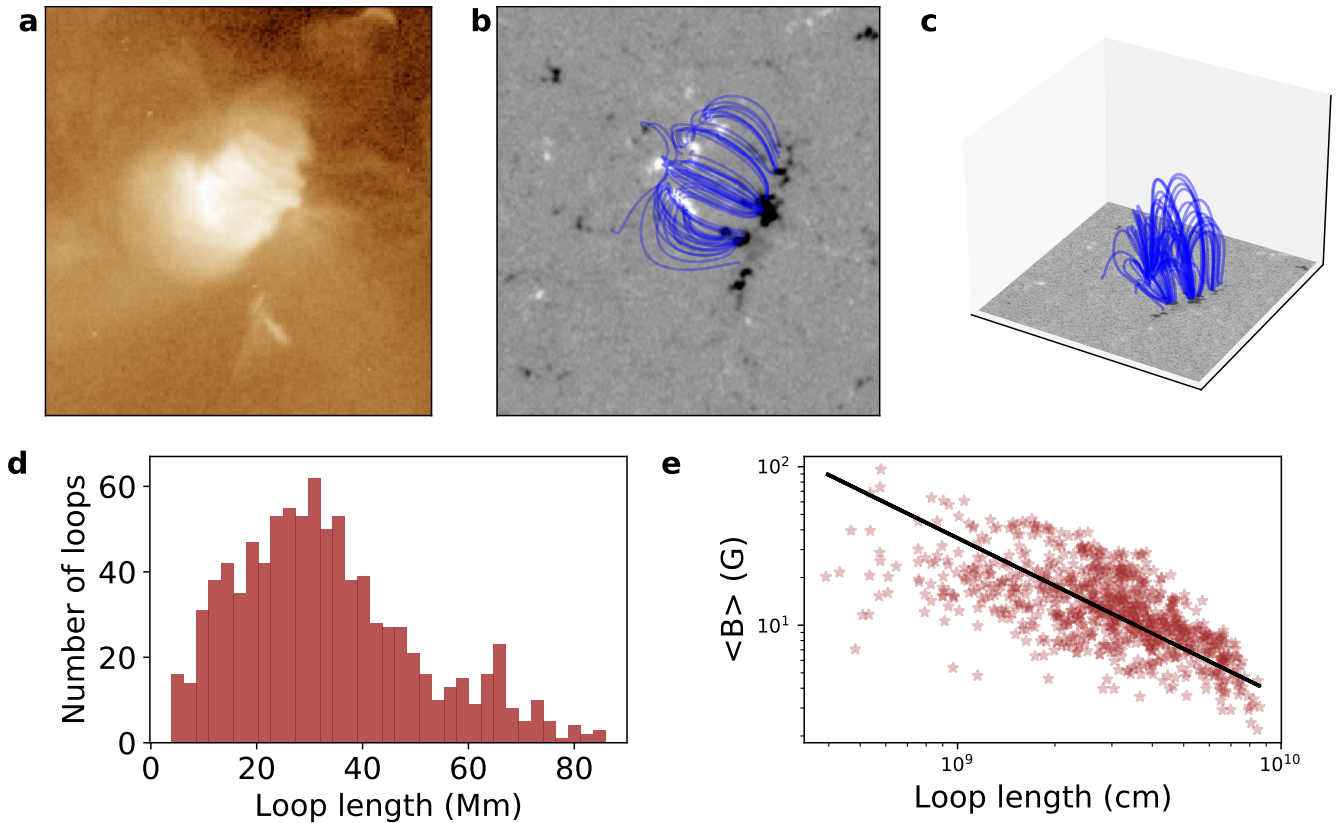 a
b
c
d
Number of loops
60
40
20
0
0 20 40 60 80
Loop length (Mm)
e
<B> (G)
10²
10¹
10⁹ 10¹⁰
Loop length (cm)